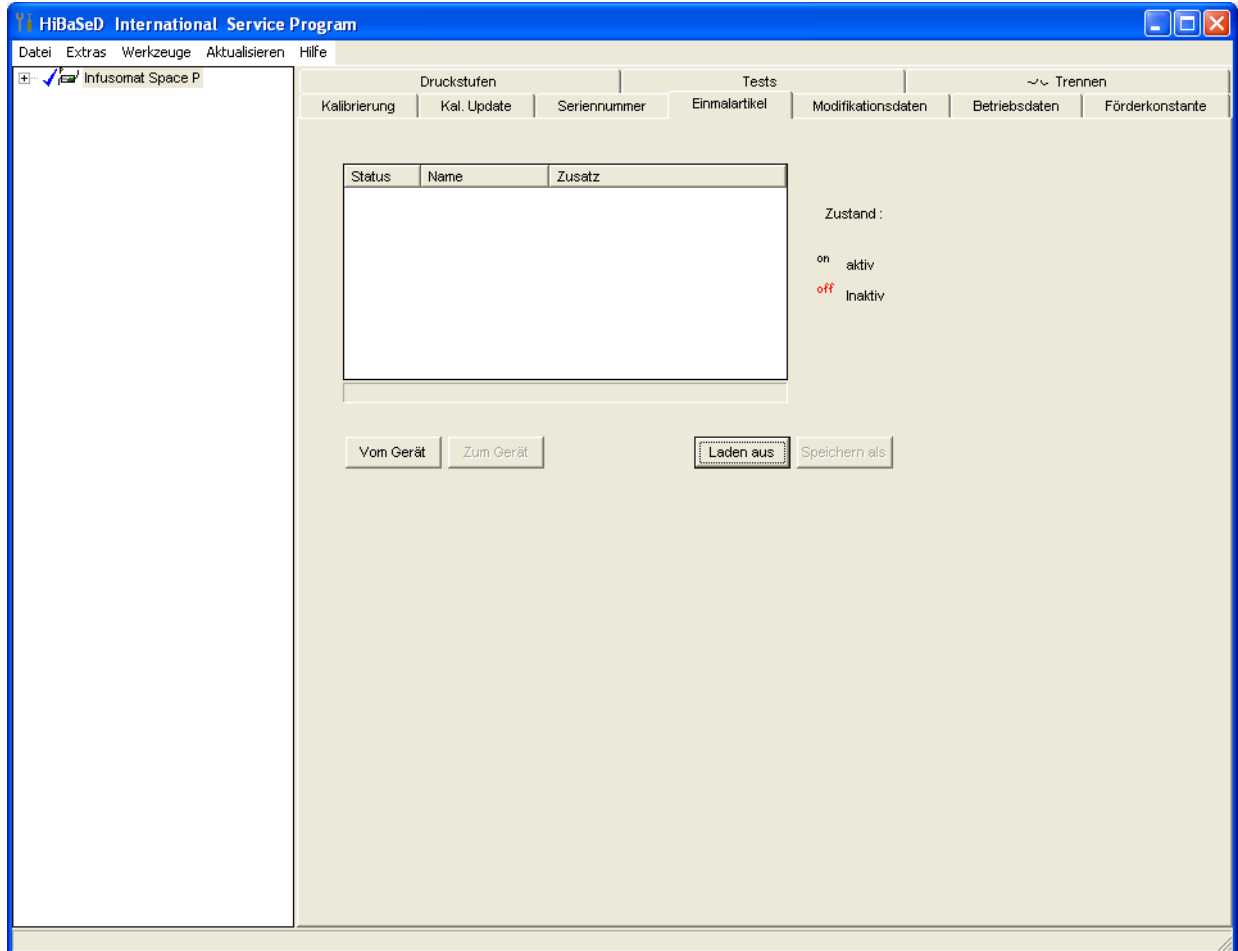 HiBaSeD International Service Program
Datei Extras Werkzeuge Aktualisieren Hilfe
Infusomat Space P
Druckstufen Tests Trennen
Kalibrierung Kal. Update Seriennummer Einmalartikel Modifikationsdaten Betriebsdaten Förderkonstante
Status Name Zusatz
Zustand :
on aktiv
off Inaktiv
Vom Gerät Zum Gerät Laden aus Speichern als